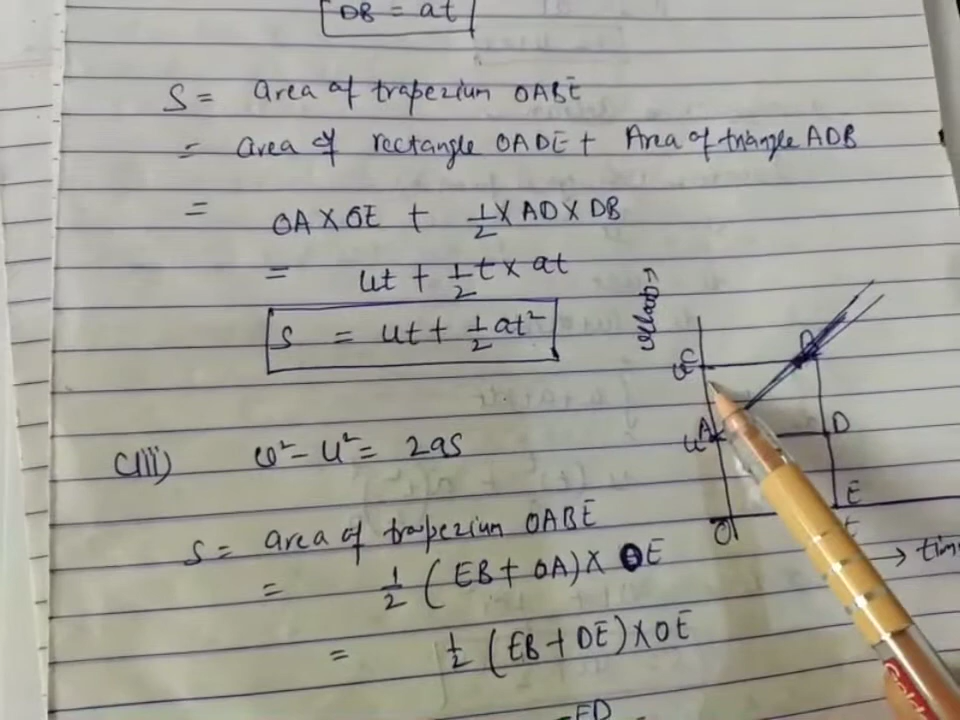 DB = at
S = area of trapezium OABE
= area of rectangle OADE + Area of triangle ADB
= OA X OE + 1/2 X AD X DB
= ut + 1/2 t x at
S = ut + 1/2 at²
velocity →
C
B
A
u
D
E
O
→ time
(iii) v² - u² = 2as
S = area of trapezium OABE
= 1/2 (EB + OA) X OE
= 1/2 (EB + DE) X OE
ED